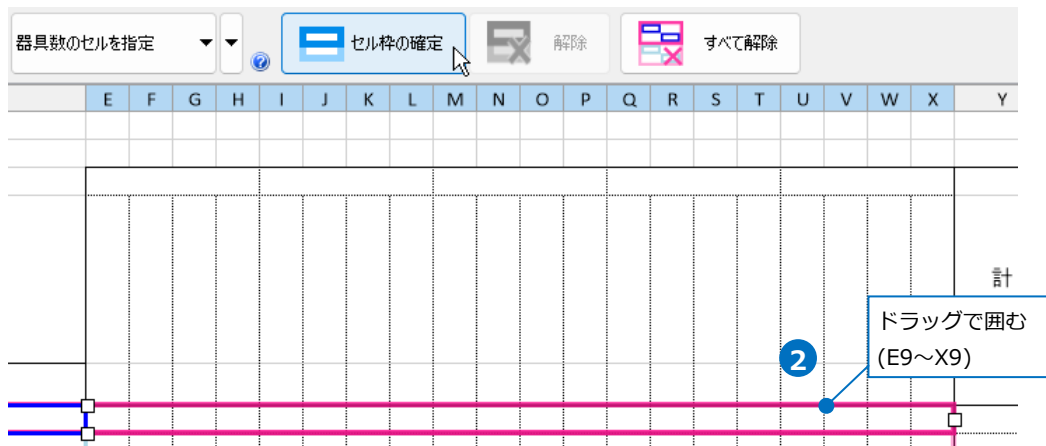 器具数のセルを指定 セル枠の確定 解除 すべて解除
E F G H I J K L M N O P Q R S T U V W X Y
計
ドラッグで囲む
2 (E9～X9)